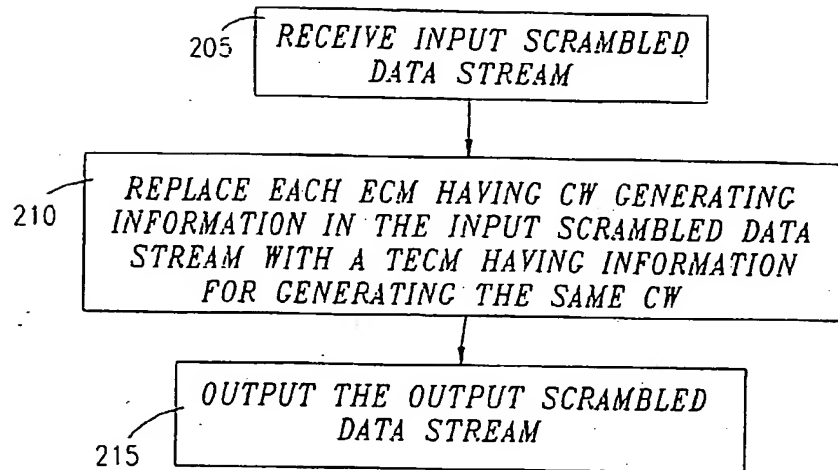 205
RECEIVE INPUT SCRAMBLED
DATA STREAM
210
REPLACE EACH ECM HAVING CW GENERATING
INFORMATION IN THE INPUT SCRAMBLED DATA
STREAM WITH A TECM HAVING INFORMATION
FOR GENERATING THE SAME CW
OUTPUT THE OUTPUT SCRAMBLED
DATA STREAM
215